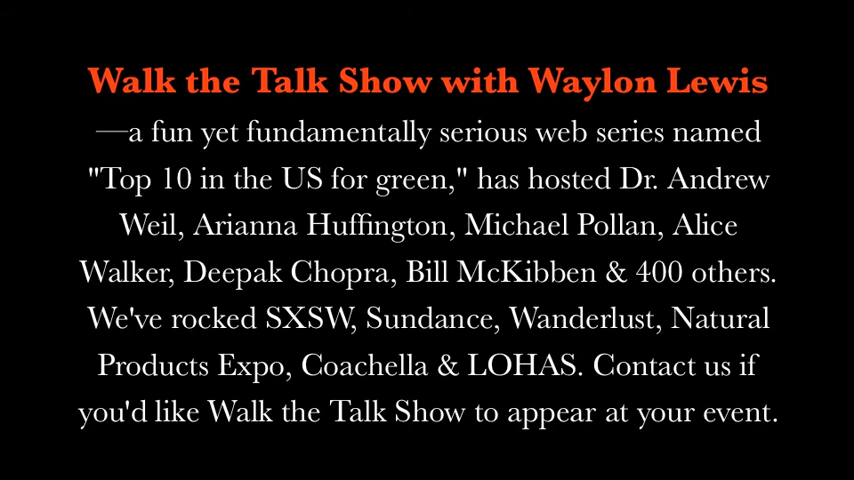 Walk the Talk Show with Waylon Lewis
—a fun yet fundamentally serious web series named
"Top 10 in the US for green," has hosted Dr. Andrew
Weil, Arianna Huffington, Michael Pollan, Alice
Walker, Deepak Chopra, Bill McKibben & 400 others.
We've rocked SXSW, Sundance, Wanderlust, Natural
Products Expo, Coachella & LOHAS. Contact us if
you'd like Walk the Talk Show to appear at your event.